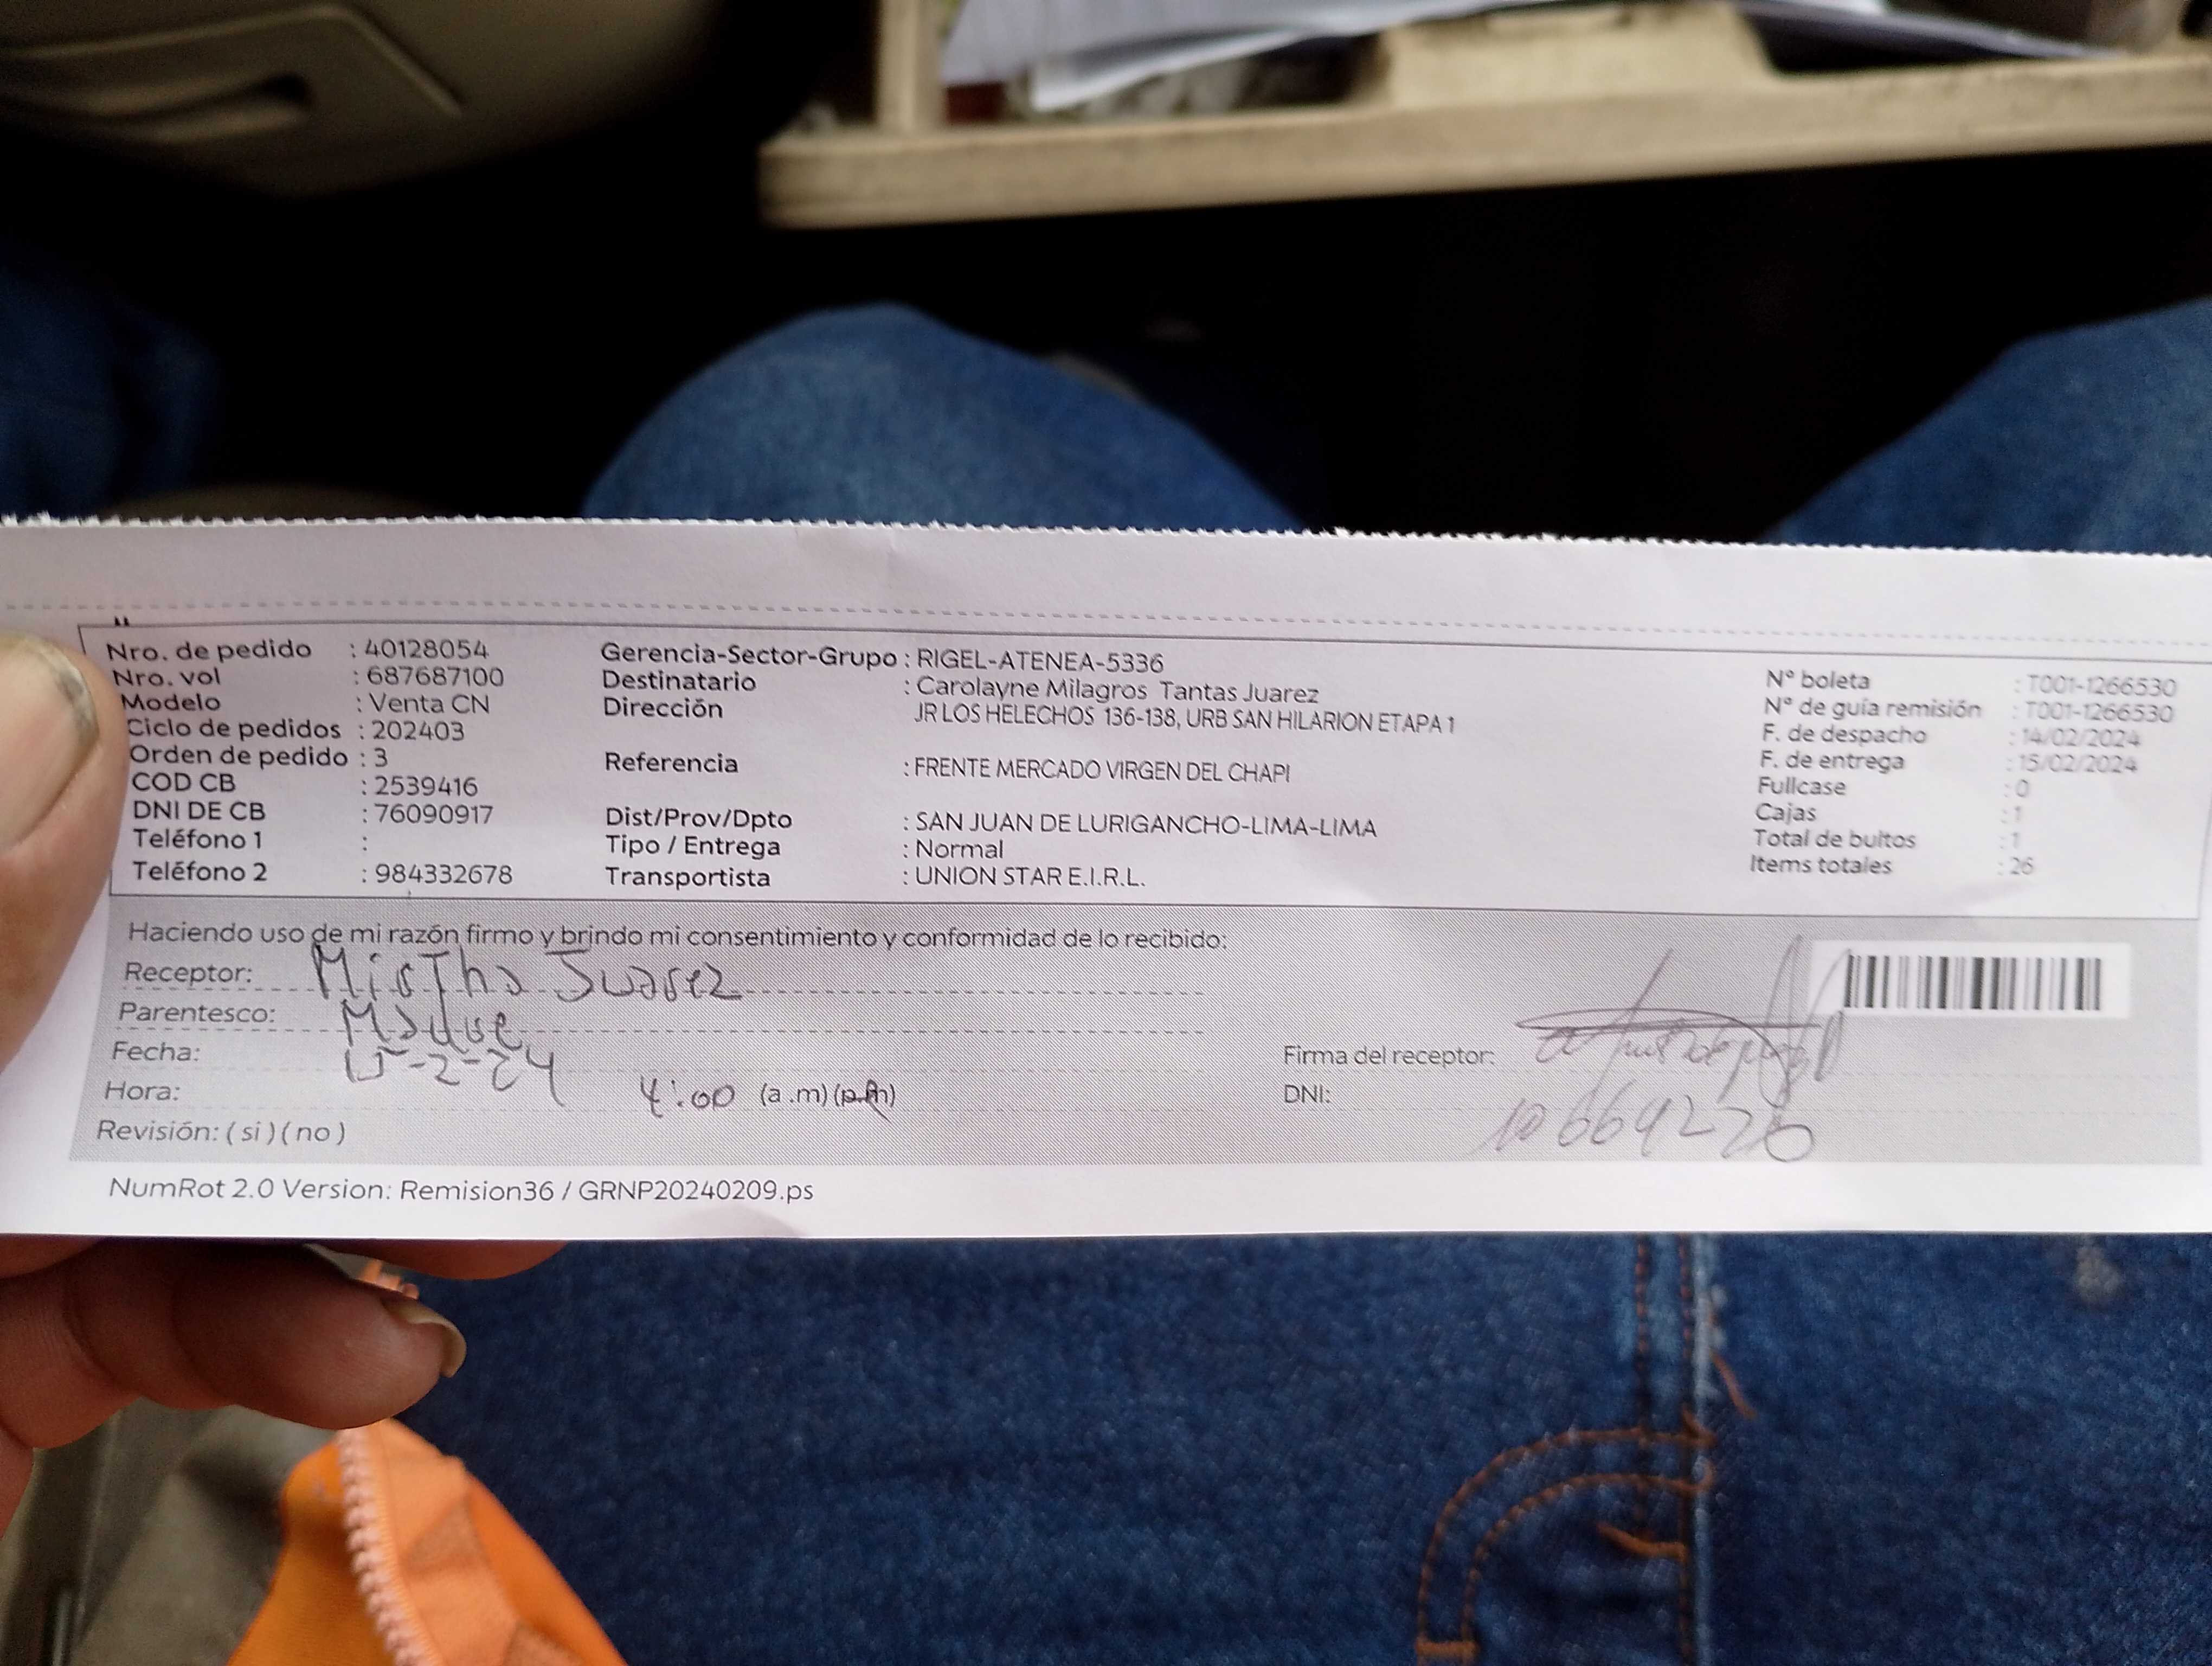 Nro. de pedido : 40128054
Nro. vol : 687687100
Modelo : Venta CN
Ciclo de pedidos : 202403
Orden de pedido : 3
COD CB : 2539416
DNI DE CB : 76090917
Teléfono 1 :
Teléfono 2 : 984332678
Gerencia-Sector-Grupo : RIGEL-ATENEA-5336
Destinatario : Carolayne Milagros Tantas Juarez
Dirección JR LOS HELECHOS 136-138, URB SAN HILARION ETAPA 1
Referencia : FRENTE MERCADO VIRGEN DEL CHAPI
Dist/Prov/Dpto : SAN JUAN DE LURIGANCHO-LIMA-LIMA
Tipo / Entrega : Normal
Transportista : UNION STAR E.I.R.L.
N° boleta : T001-1266530
N° de guía remisión : T001-1266530
F. de despacho : 14/02/2024
F. de entrega : 15/02/2024
Fullcase : 0
Cajas : 1
Total de bultos : 1
Items totales : 26
Haciendo uso de mi razón firmo y brindo mi consentimiento y conformidad de lo recibido:
Receptor: Juarez
Parentesco: Madre
Fecha: 15-2-24
Hora: 4:00 (a.m) (p.m)
Revisión: ( si ) ( no )
Firma del receptor:
DNI: 10664226
NumRot 2.0 Version: Remision36 / GRNP20240209.ps